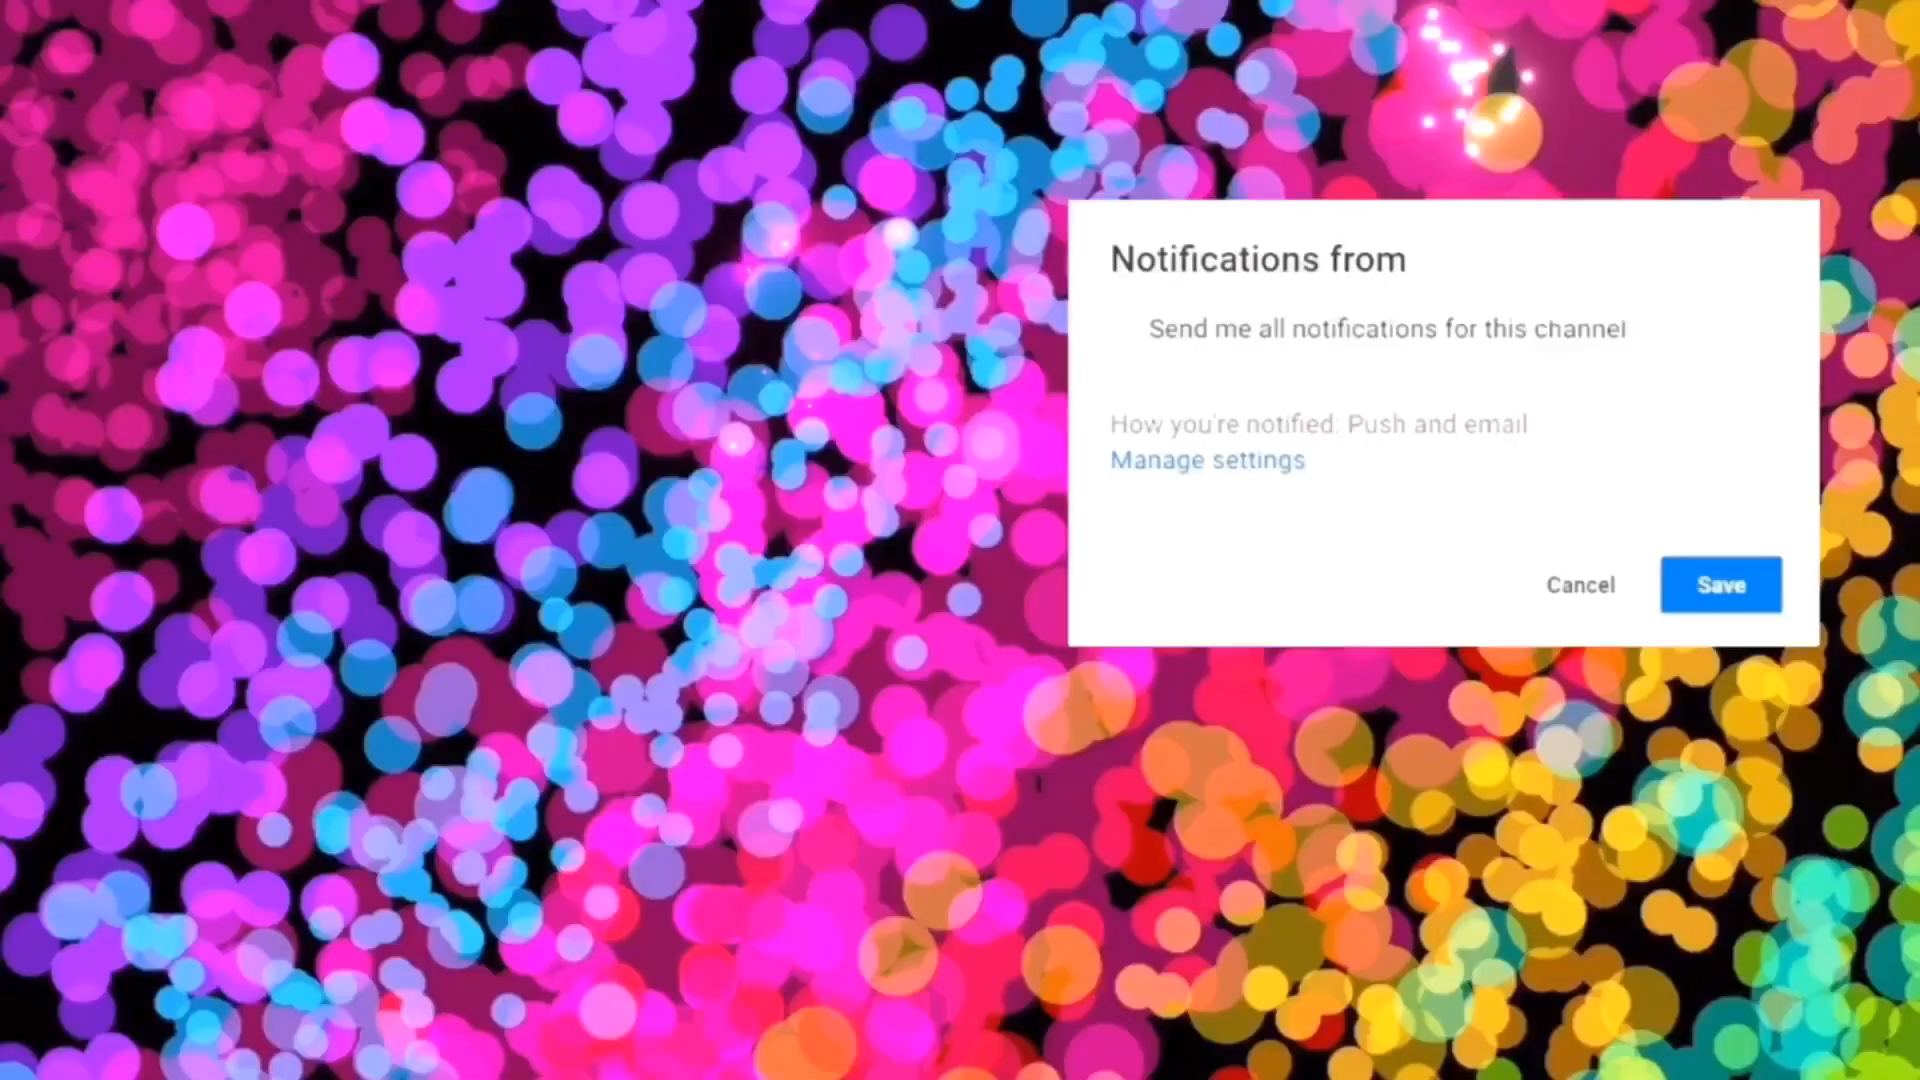 Notifications from
Send me all notifications for this channel
How you're notified: Push and email
Manage settings
Cancel
Save